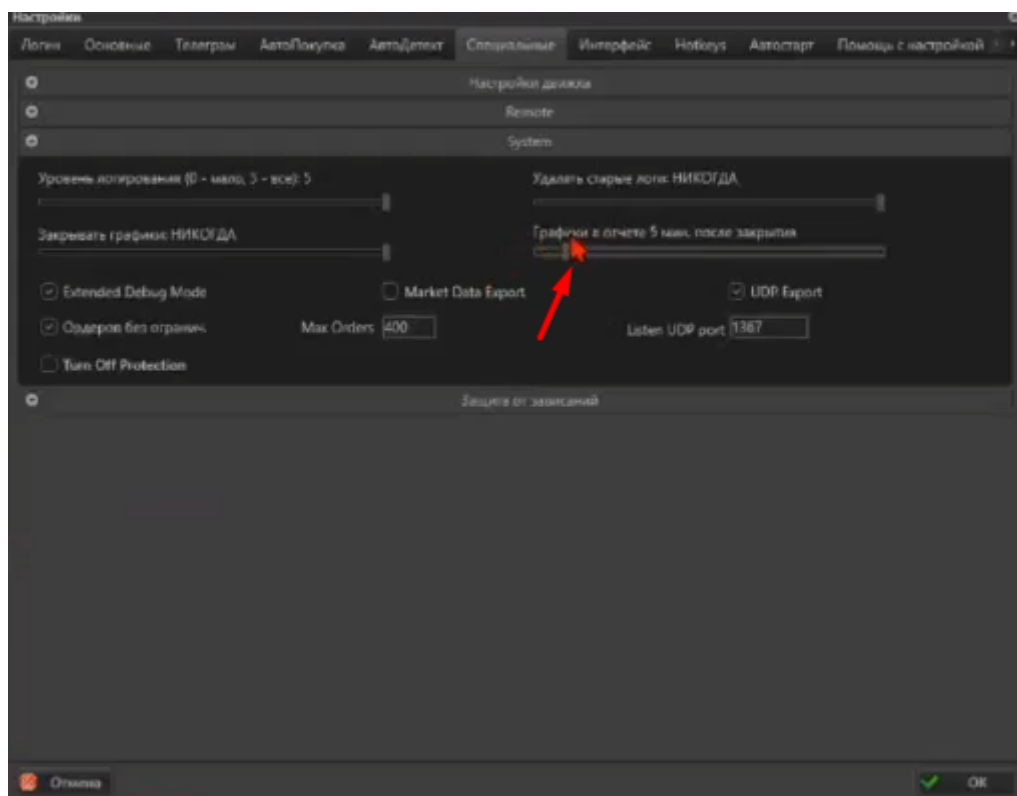 Настройки
Логин Основные Телеграм АвтоПокупка АвтоДетект Специальные Интерфейс Hotkeys Автостарт Помощь с настройкой
Настройки движка
Remote
System
Уровень логирования (0 - мало, 5 - все): 5 Удалять старые логи: НИКОГДА
Закрывать графики: НИКОГДА Графики в отчете 5 мин. после закрытия
Extended Debug Mode Market Data Export UDP Export
Ордеров без огранич. Max Orders 400 Listen UDP port 1367
Turn Off Protection
Защита от зависаний
Отмена OK